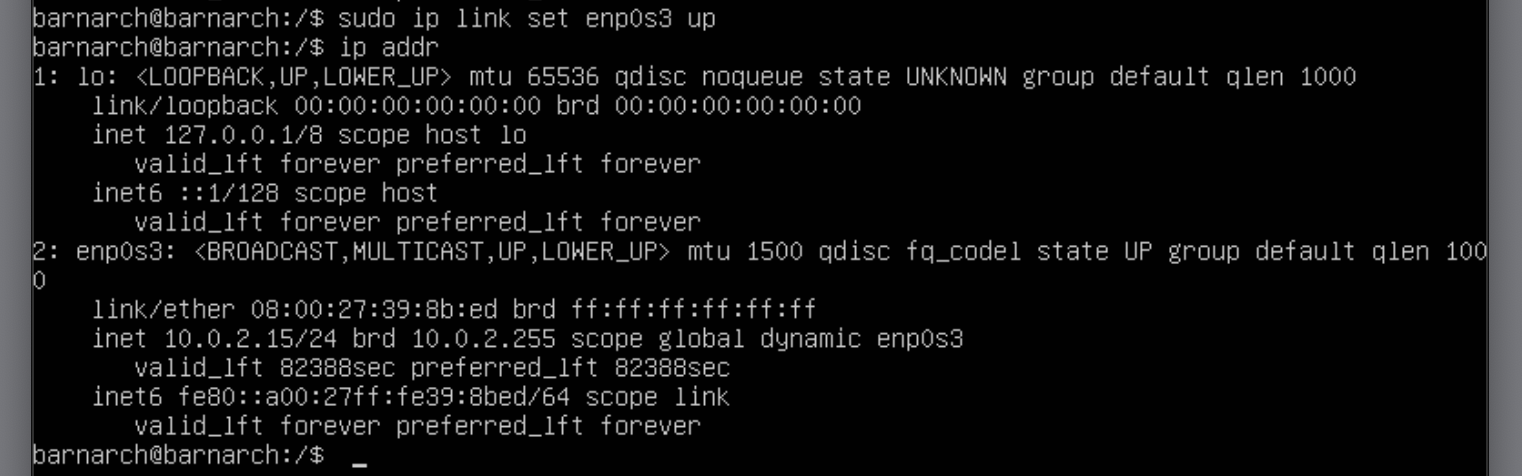 barnarch@barnarch:/$ sudo ip link set enp0s3 up
barnarch@barnarch:/$ ip addr
1: lo: <LOOPBACK,UP,LOWER_UP> mtu 65536 qdisc noqueue state UNKNOWN group default qlen 1000
    link/loopback 00:00:00:00:00:00 brd 00:00:00:00:00:00
    inet 127.0.0.1/8 scope host lo
       valid_lft forever preferred_lft forever
    inet6 ::1/128 scope host
       valid_lft forever preferred_lft forever
2: enp0s3: <BROADCAST,MULTICAST,UP,LOWER_UP> mtu 1500 qdisc fq_codel state UP group default qlen 100
0
    link/ether 08:00:27:39:8b:ed brd ff:ff:ff:ff:ff:ff
    inet 10.0.2.15/24 brd 10.0.2.255 scope global dynamic enp0s3
       valid_lft 82388sec preferred_lft 82388sec
    inet6 fe80::a00:27ff:fe39:8bed/64 scope link
       valid_lft forever preferred_lft forever
barnarch@barnarch:/$ _